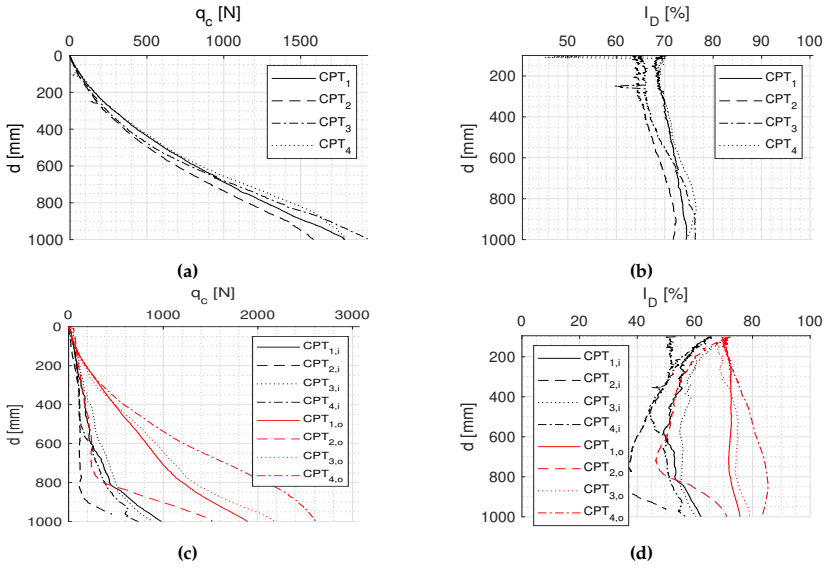 q_c [N]
0 500 1000 1500
0
200
400
600
800
1000
d [mm]
CPT_1
CPT_2
CPT_3
CPT_4
(a)
I_D [%]
50 60 70 80 90 100
200
400
600
800
1000
d [mm]
CPT_1
CPT_2
CPT_3
CPT_4
(b)
q_c [N]
0 1000 2000 3000
0
200
400
600
800
1000
d [mm]
CPT_1,i
CPT_2,i
CPT_3,i
CPT_4,i
CPT_1,o
CPT_2,o
CPT_3,o
CPT_4,o
(c)
I_D [%]
0 20 40 60 80 100
200
400
600
800
1000
d [mm]
CPT_1,i
CPT_2,i
CPT_3,i
CPT_4,i
CPT_1,o
CPT_2,o
CPT_3,o
CPT_4,o
(d)